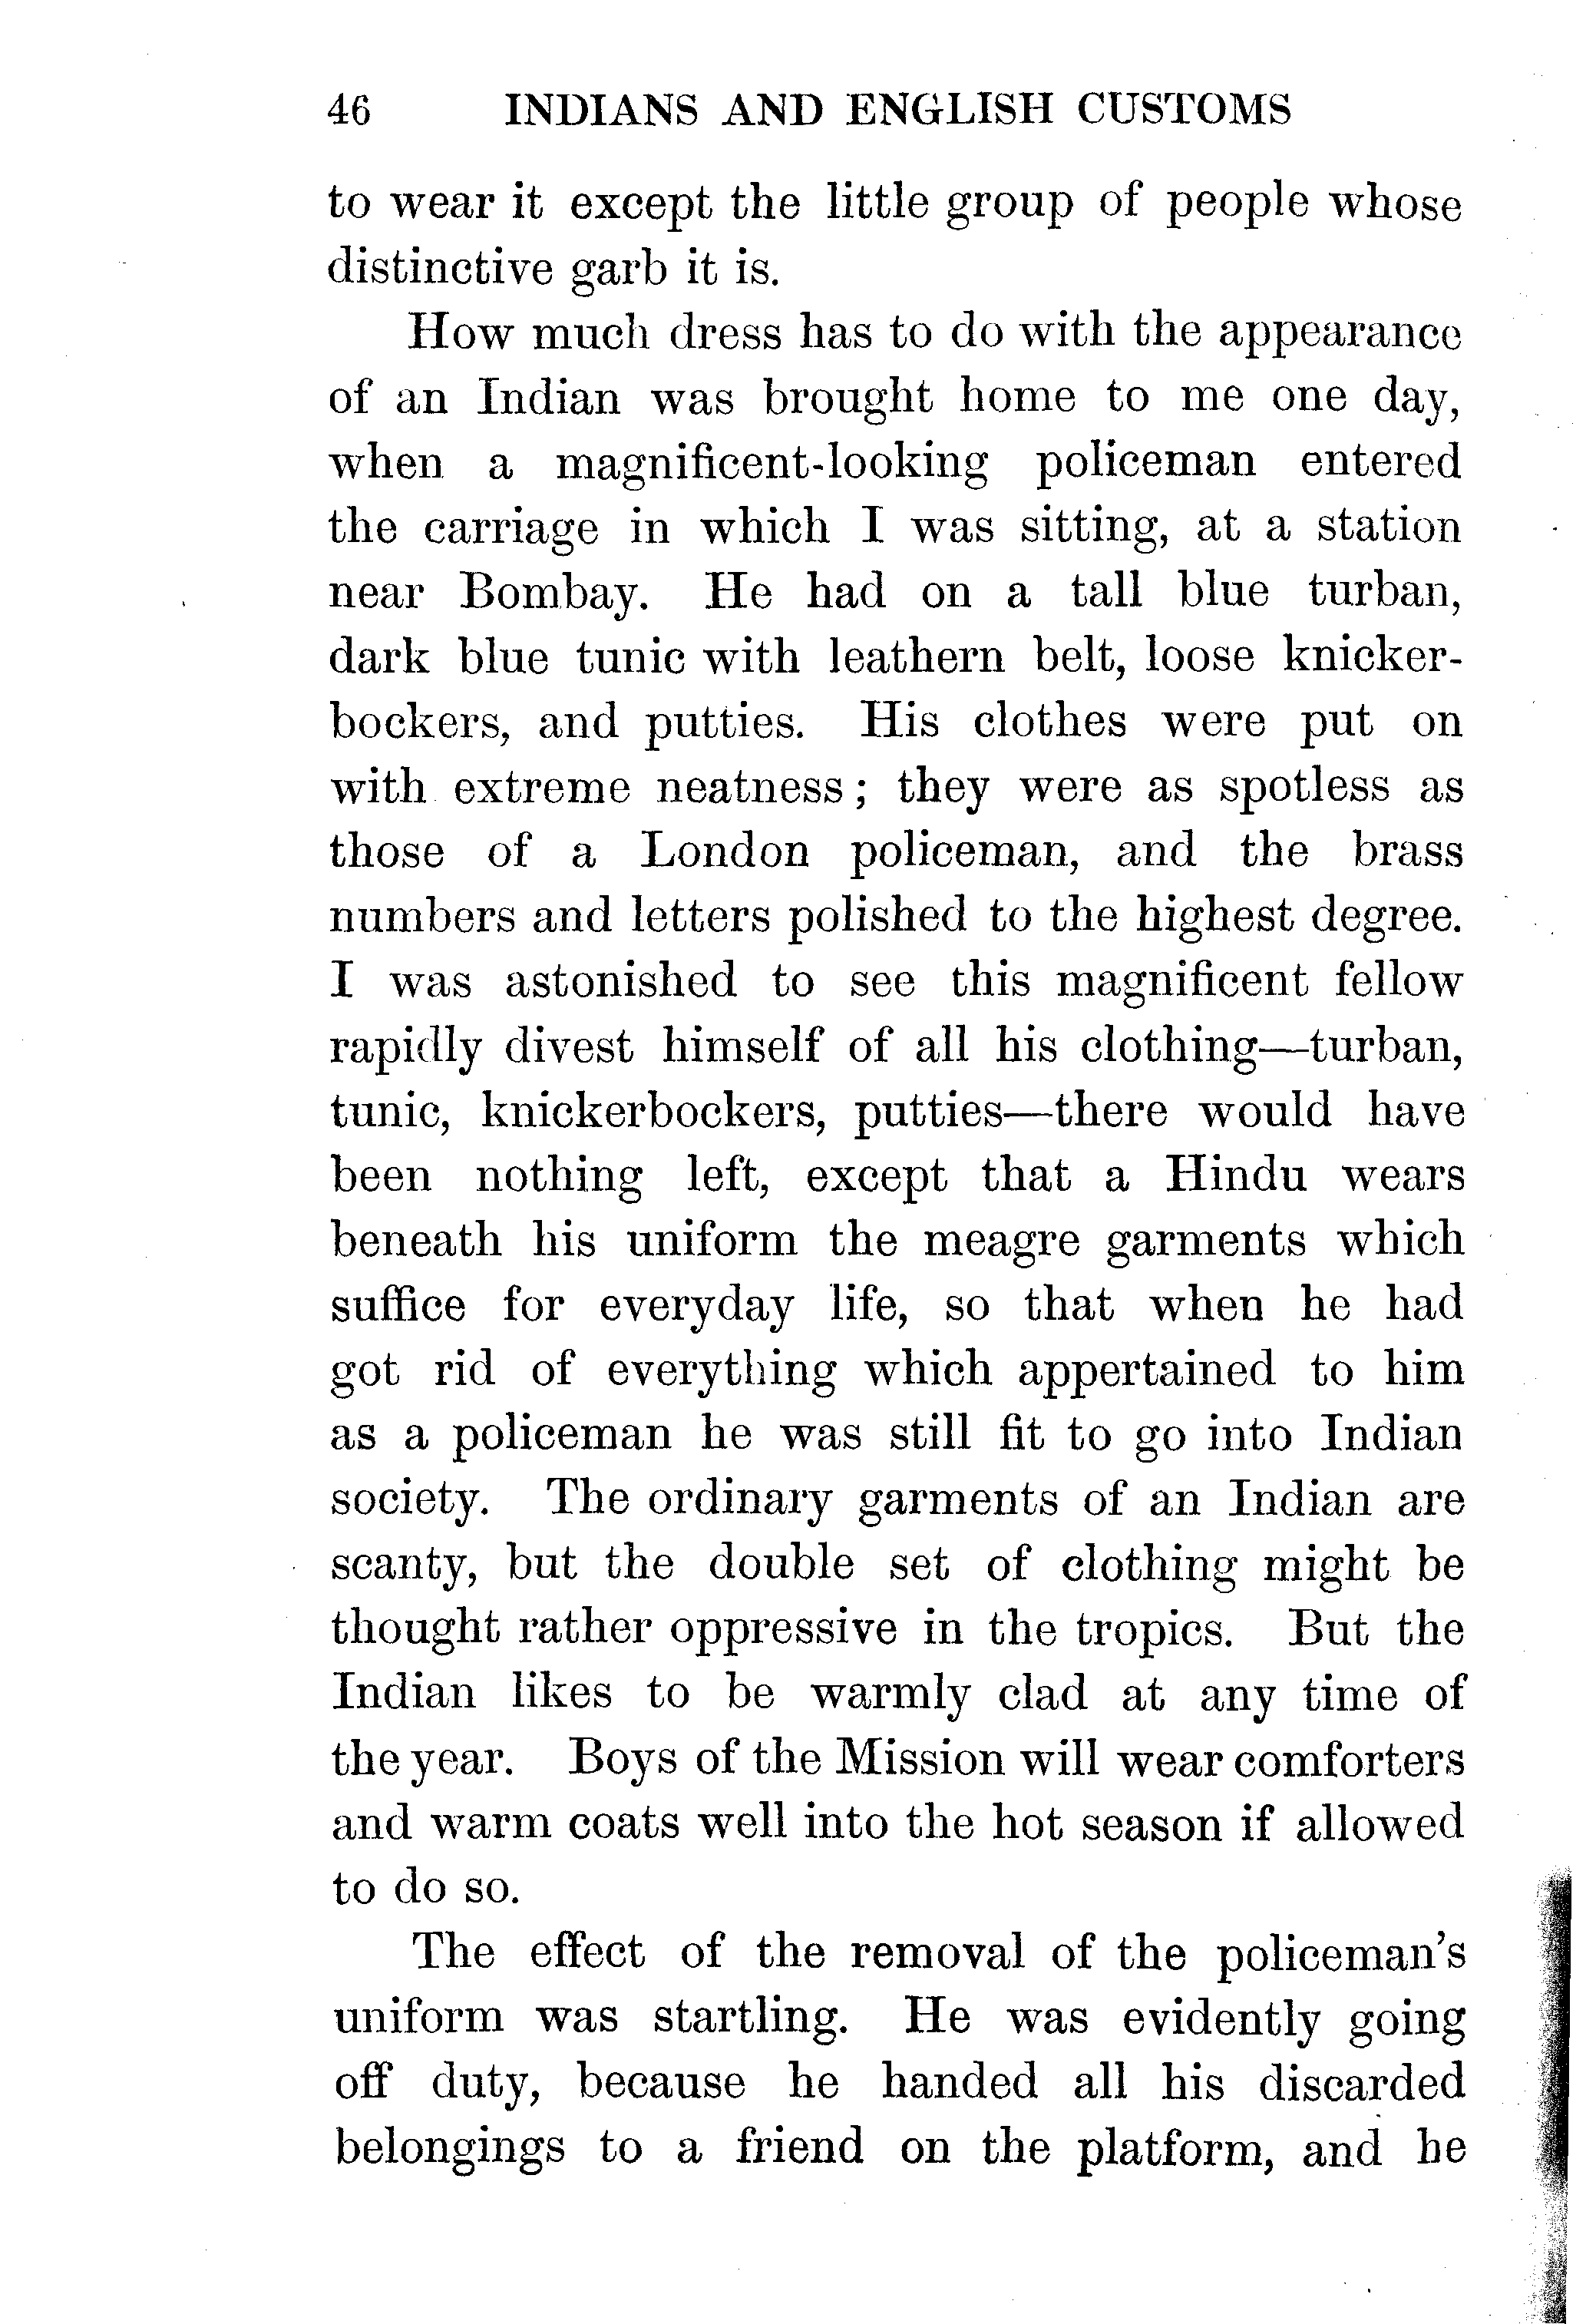 46 INDIANS AND ENGLISH CUSTOMS
to wear it except the little group of people whose
distinctive garb it is.
How much dress has to do with the appearance
of an Indian was brought home to me one day,
when a magnificent-looking policeman entered
the carriage in which I was sitting, at a station
near Bombay. He had on a tall blue turban,
dark blue tunic with leathern belt, loose knicker-
bockers, and putties. His clothes were put on
with extreme neatness; they were as spotless as
those of a London policeman, and the brass
numbers and letters polished to the highest degree.
I was astonished to see this magnificent fellow
rapidly divest himself of all his clothing—turban,
tunic, knickerbockers, putties—there would have
been nothing left, except that a Hindu wears
beneath his uniform the meagre garments which
suffice for everyday life, so that when he had
got rid of everything which appertained to him
as a policeman he was still fit to go into Indian
society. The ordinary garments of an Indian are
scanty, but the double set of clothing might be
thought rather oppressive in the tropics. But the
Indian likes to be warmly clad at any time of
the year. Boys of the Mission will wear comforters
and warm coats well into the hot season if allowed
to do so.
The effect of the removal of the policeman's
uniform was startling. He was evidently going
off duty, because he handed all his discarded
belongings to a friend on the platform, and he